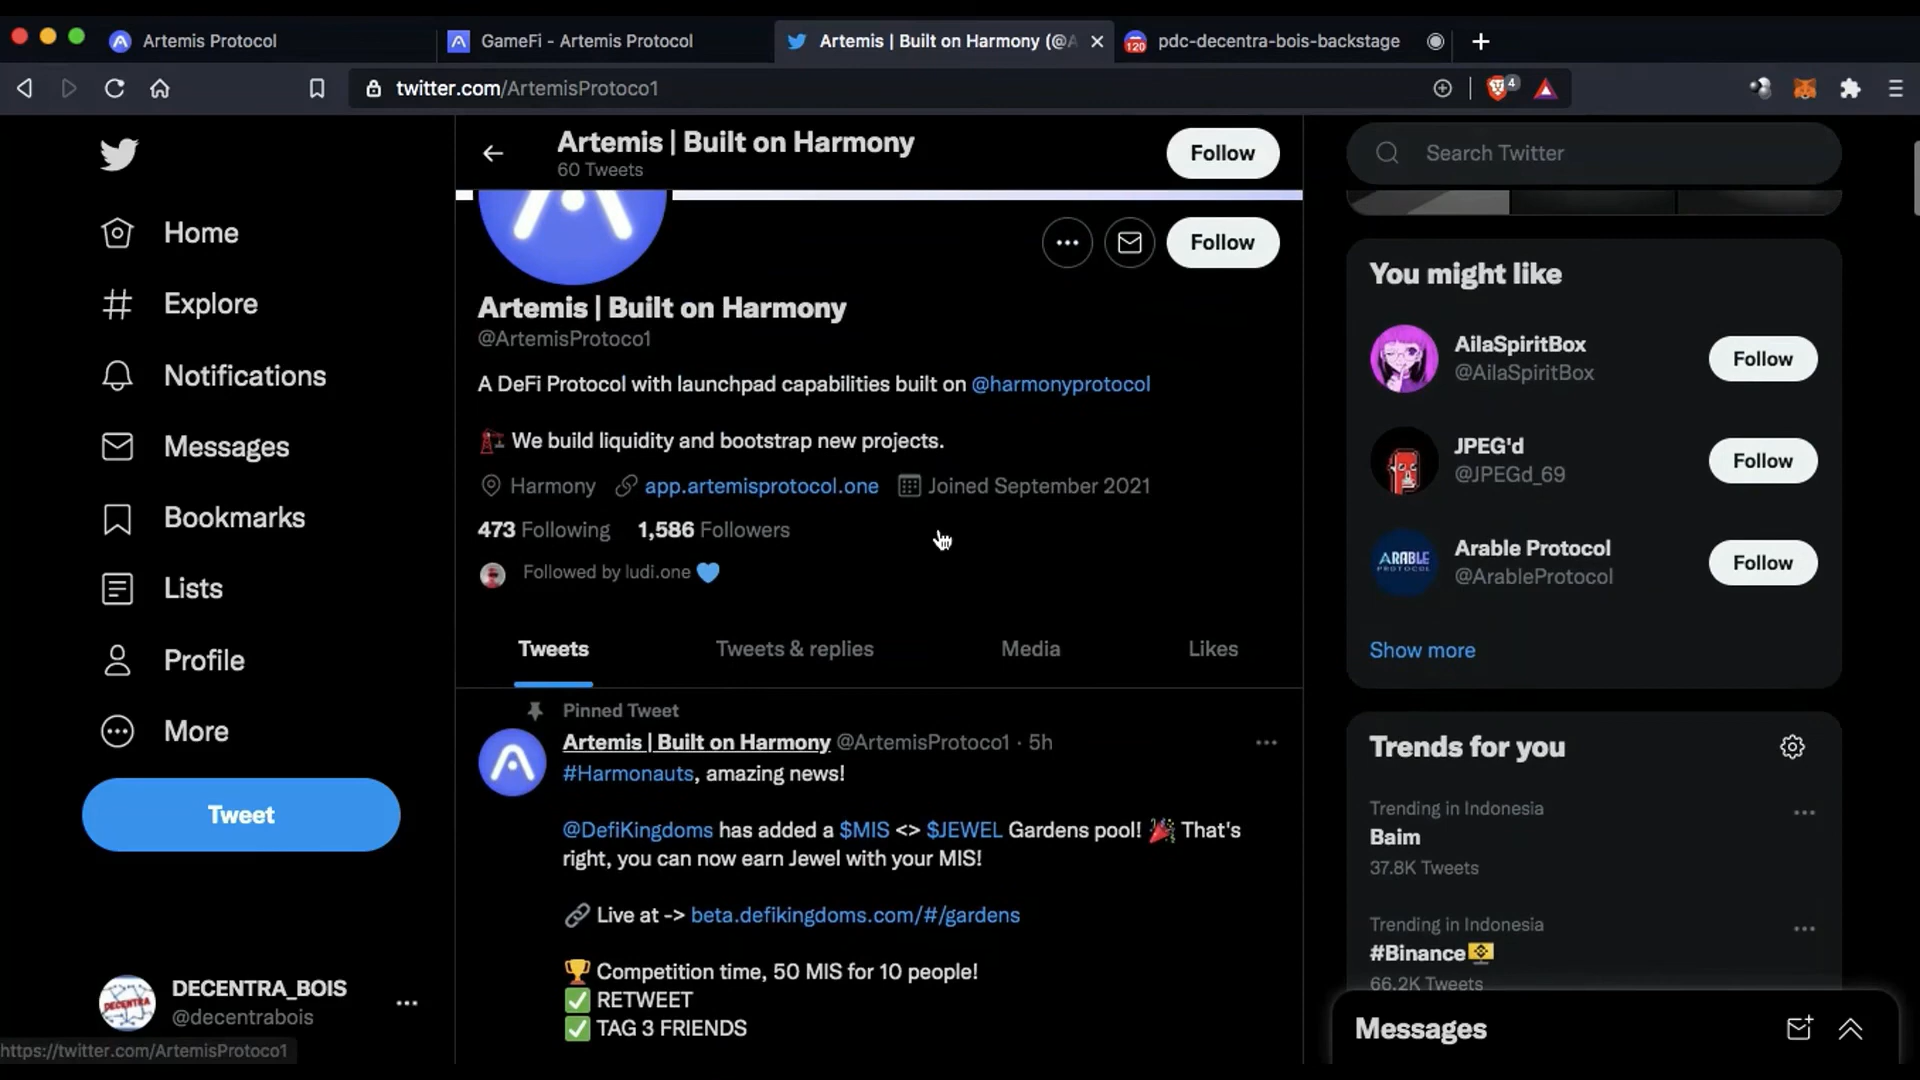 Artemis Protocol
GameFi - Artemis Protocol
Artemis | Built on Harmony (@A
pdc-decentra-bois-backstage
120
twitter.com/ArtemisProtoco1
4
Home
Explore
Notifications
Messages
Bookmarks
Lists
Profile
More
Tweet
DECENTRA_BOIS
@decentrabois
DECENTRA
https://twitter.com/ArtemisProtoco1
Artemis | Built on Harmony
60 Tweets
Follow
Follow
Artemis | Built on Harmony
@ArtemisProtoco1
A DeFi Protocol with launchpad capabilities built on @harmonyprotocol
We build liquidity and bootstrap new projects.
Harmony app.artemisprotocol.one Joined September 2021
473 Following 1,586 Followers
Followed by ludi.one
Tweets Tweets & replies Media Likes
Pinned Tweet
Artemis | Built on Harmony @ArtemisProtoco1 · 5h
#Harmonauts, amazing news!
@DefiKingdoms has added a $MIS <> $JEWEL Gardens pool! That's
right, you can now earn Jewel with your MIS!
Live at -> beta.defikingdoms.com/#/gardens
Competition time, 50 MIS for 10 people!
RETWEET
TAG 3 FRIENDS
Search Twitter
You might like
AilaSpiritBox
@AilaSpiritBox
Follow
JPEG'd
@JPEGd_69
Follow
ARABLE
PROTOCOL
Arable Protocol
@ArableProtocol
Follow
Show more
Trends for you
Trending in Indonesia
Baim
37.8K Tweets
Trending in Indonesia
#Binance
66.2K Tweets
Messages